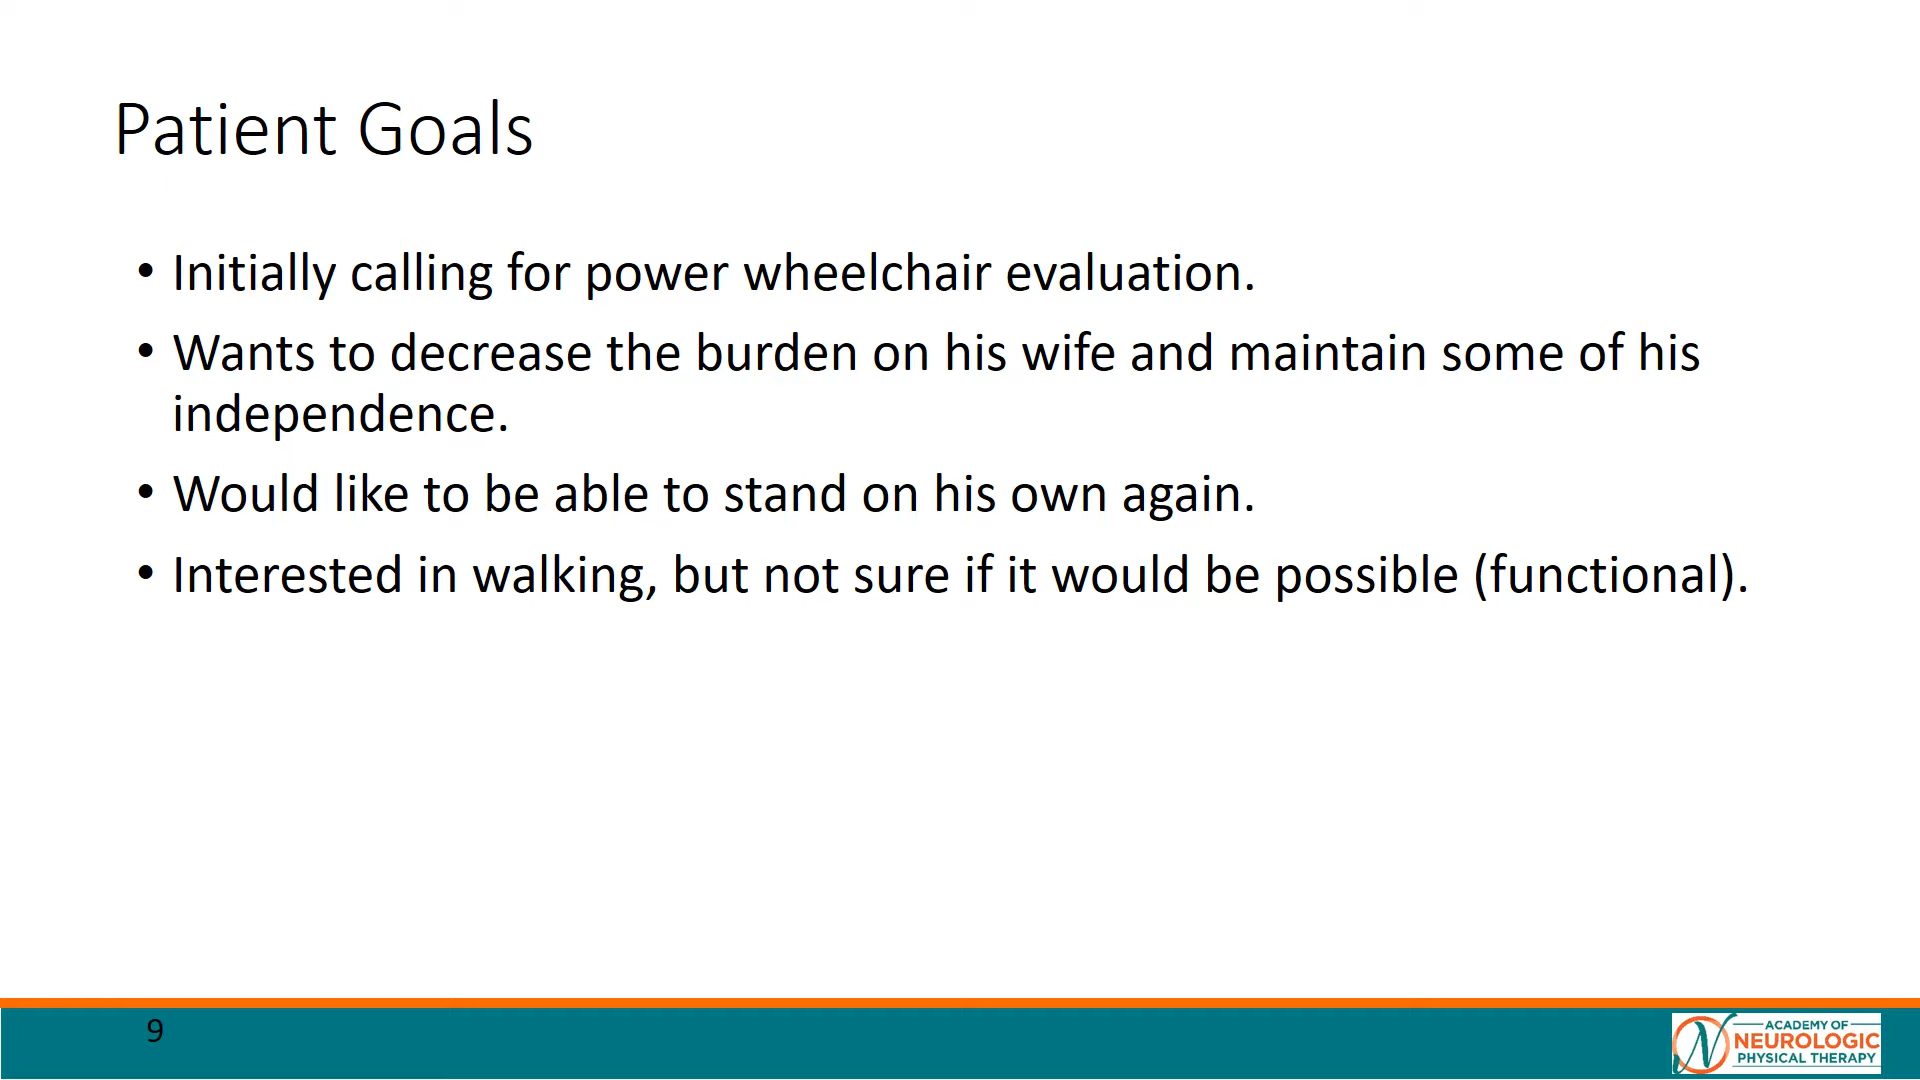 Patient Goals
• Initially calling for power wheelchair evaluation.
• Wants to decrease the burden on his wife and maintain some of his
independence.
• Would like to be able to stand on his own again.
• Interested in walking, but not sure if it would be possible (functional).
9
ACADEMY OF
NEUROLOGIC
PHYSICAL THERAPY